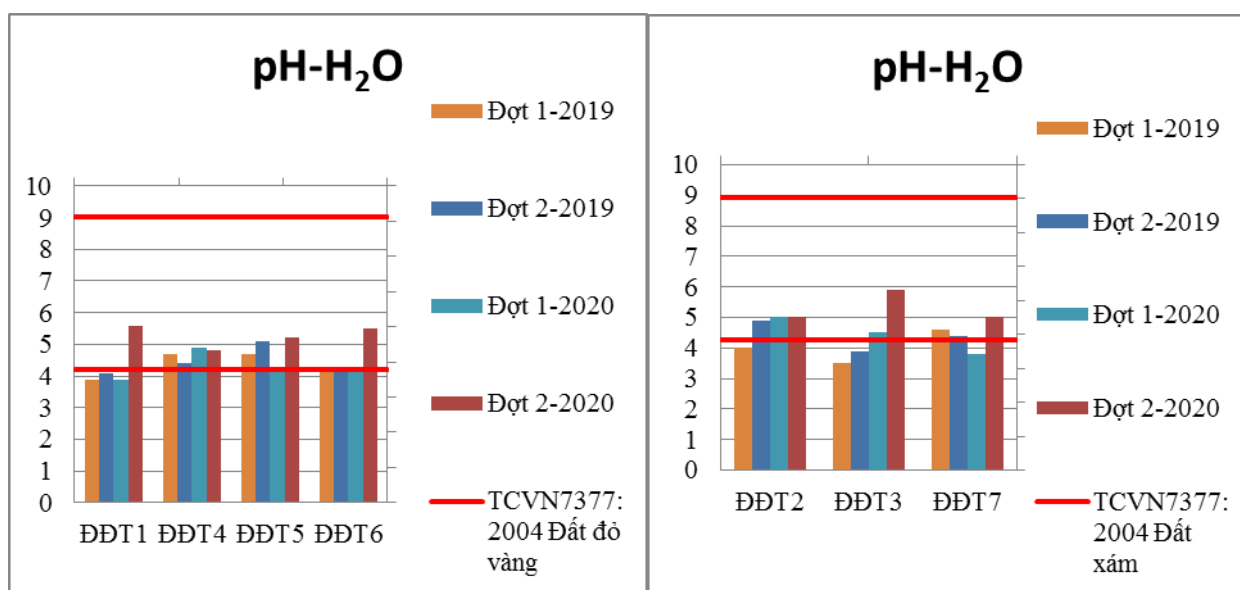 pH-H₂O
Đợt 1-2019
Đợt 2-2019
Đợt 1-2020
Đợt 2-2020
TCVN7377:
2004 Đất đỏ
vàng
10
9
8
7
6
5
4
3
2
1
0
ĐĐT1 ĐĐT4 ĐĐT5 ĐĐT6
pH-H₂O
Đợt 1-2019
Đợt 2-2019
Đợt 1-2020
Đợt 2-2020
TCVN7377:
2004 Đất
xám
10
9
8
7
6
5
4
3
2
1
0
ĐĐT2 ĐĐT3 ĐĐT7